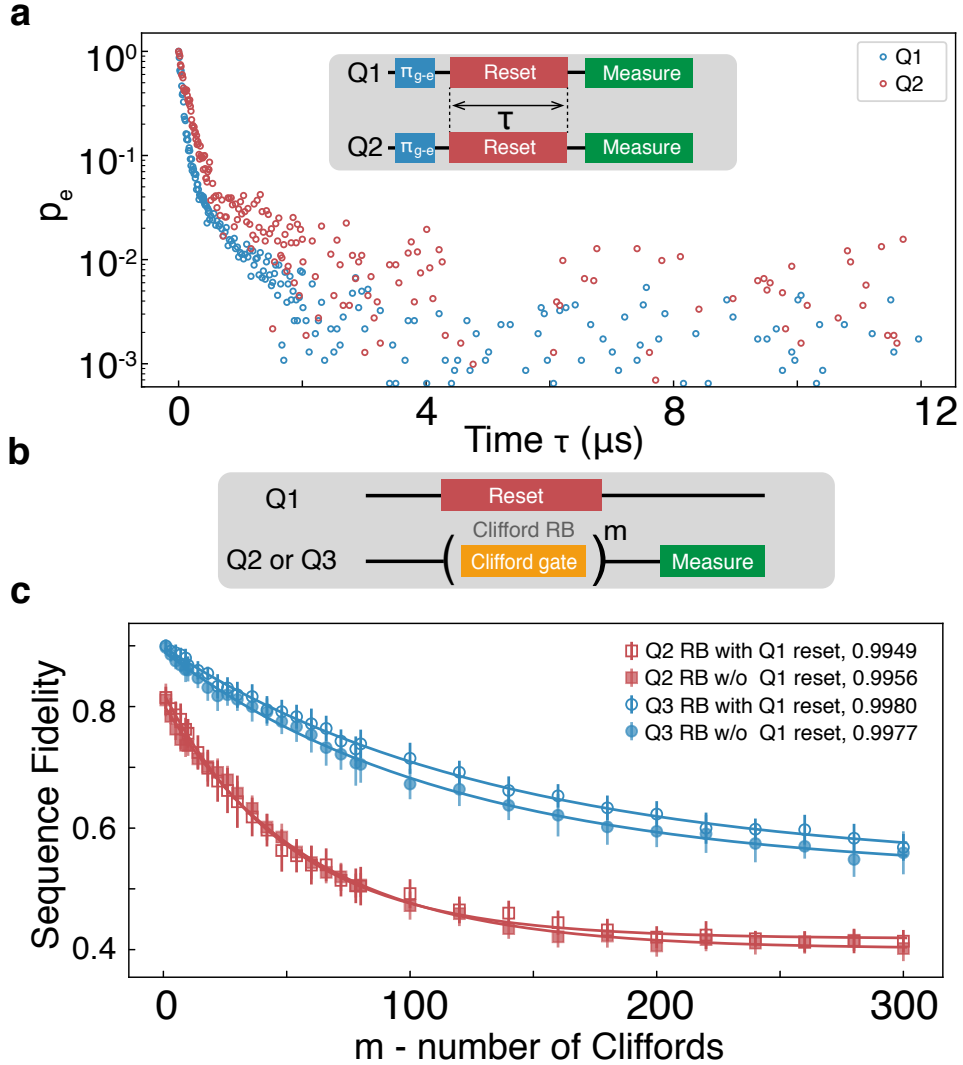 a
Q1 π g-e Reset Measure
τ
Q2 π g-e Reset Measure
Q1
Q2
10^0
10^-1
10^-2
10^-3
p_e
0 4 8 12
Time τ (μs)
b
Q1 Reset
Clifford RB
Q2 or Q3 ( Clifford gate )^m Measure
c
Q2 RB with Q1 reset, 0.9949
Q2 RB w/o Q1 reset, 0.9956
Q3 RB with Q1 reset, 0.9980
Q3 RB w/o Q1 reset, 0.9977
0.8
0.6
0.4
Sequence Fidelity
0 100 200 300
m - number of Cliffords